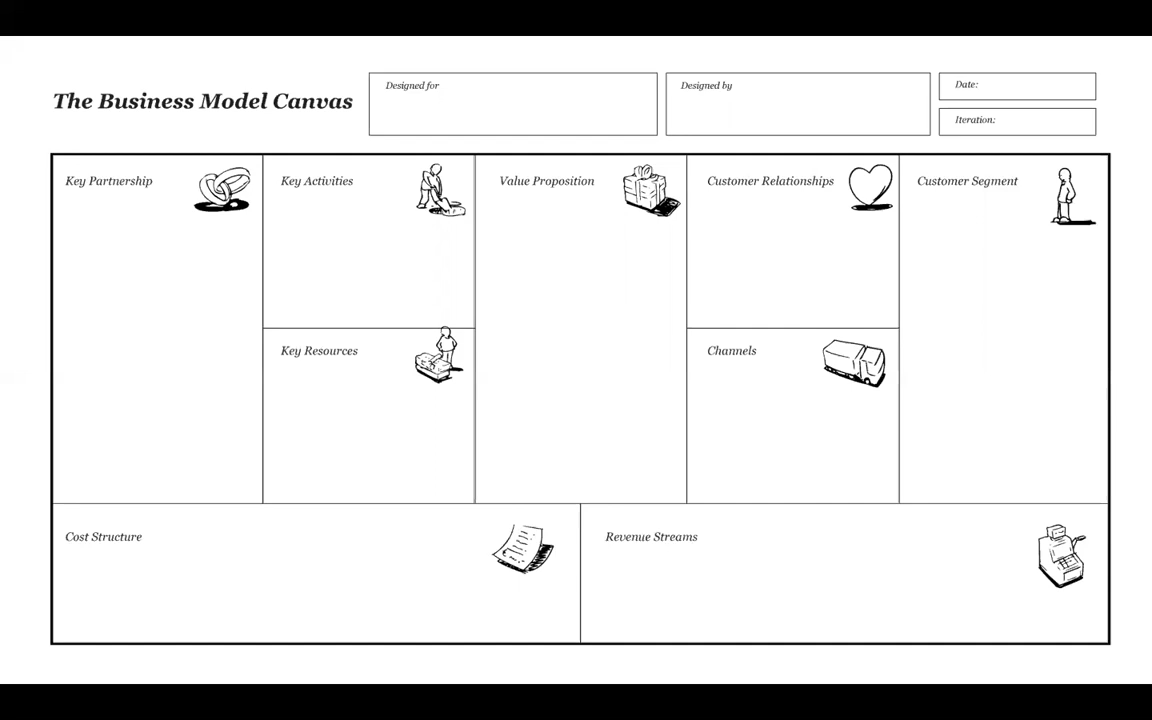 The Business Model Canvas
Designed for
Designed by
Date:
Iteration:
Key Partnership
Key Activities
Key Resources
Value Proposition
Customer Relationships
Channels
Customer Segment
Cost Structure
Revenue Streams